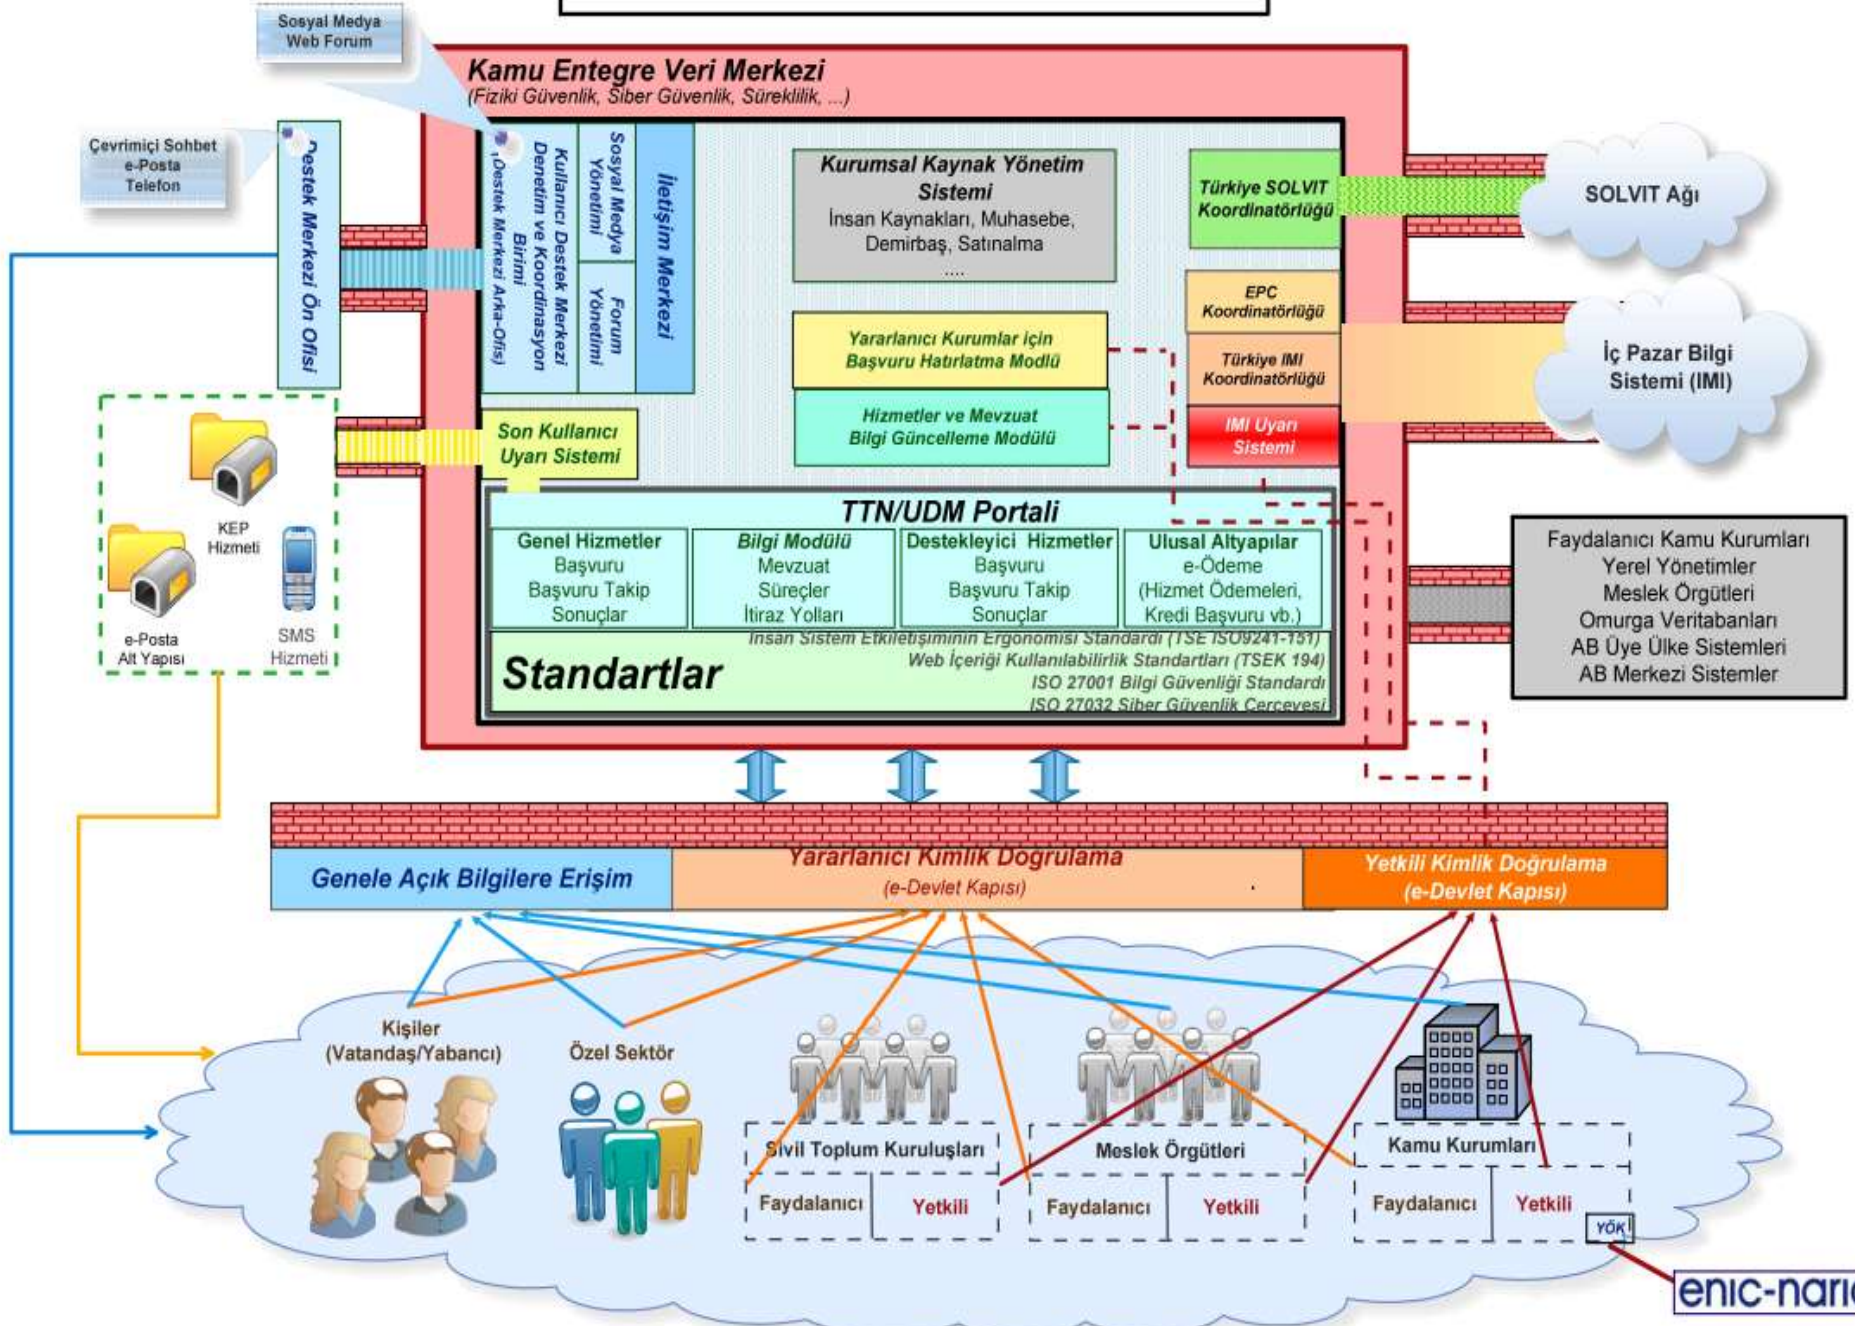 Sosyal Medya
Web Forum
Kamu Entegre Veri Merkezi
(Fiziki Güvenlik, Siber Güvenlik, Süreklilik, ...)
Çevrimiçi Sohbet
e-Posta
Telefon
Destek Merkezi Ön Ofisi
Kullanıcı Destek Merkezi
Denetim ve Koordinasyon
Birimi
(Destek Merkezi Arka-Ofis)
Sosyal Medya
Yönetimi
Forum
Yönetimi
İletişim Merkezi
Kurumsal Kaynak Yönetim
Sistemi
İnsan Kaynakları, Muhasebe,
Demirbaş, Satınalma
....
Türkiye SOLVIT
Koordinatörlüğü
SOLVIT Ağı
EPC
Koordinatörlüğü
Türkiye IMI
Koordinatörlüğü
IMI Uyarı
Sistemi
İç Pazar Bilgi
Sistemi (IMI)
Yararlanıcı Kurumlar için
Başvuru Hatırlatma Modlü
Hizmetler ve Mevzuat
Bilgi Güncelleme Modülü
Son Kullanıcı
Uyarı Sistemi
KEP
Hizmeti
e-Posta
Alt Yapısı
SMS
Hizmeti
TTN/UDM Portali
Genel Hizmetler
Başvuru
Başvuru Takip
Sonuçlar
Bilgi Modülü
Mevzuat
Süreçler
İtiraz Yolları
Destekleyici Hizmetler
Başvuru
Başvuru Takip
Sonuçlar
Ulusal Altyapılar
e-Ödeme
(Hizmet Ödemeleri,
Kredi Başvuru vb.)
Standartlar
İnsan Sistem Etkiletişiminin Ergonomisi Standardı (TSE ISO9241-151)
Web İçeriği Kullanılabilirlik Standartları (TSEK 194)
ISO 27001 Bilgi Güvenliği Standardı
ISO 27032 Siber Güvenlik Çerçevesi
Faydalanıcı Kamu Kurumları
Yerel Yönetimler
Meslek Örgütleri
Omurga Veritabanları
AB Üye Ülke Sistemleri
AB Merkezi Sistemler
Genele Açık Bilgilere Erişim
Yararlanıcı Kimlik Doğrulama
(e-Devlet Kapısı)
Yetkili Kimlik Doğrulama
(e-Devlet Kapısı)
Kişiler
(Vatandaş/Yabancı)
Özel Sektör
Sivil Toplum Kuruluşları
Faydalanıcı
Yetkili
Meslek Örgütleri
Faydalanıcı
Yetkili
Kamu Kurumları
Faydalanıcı
Yetkili
YÖK
enic-naric